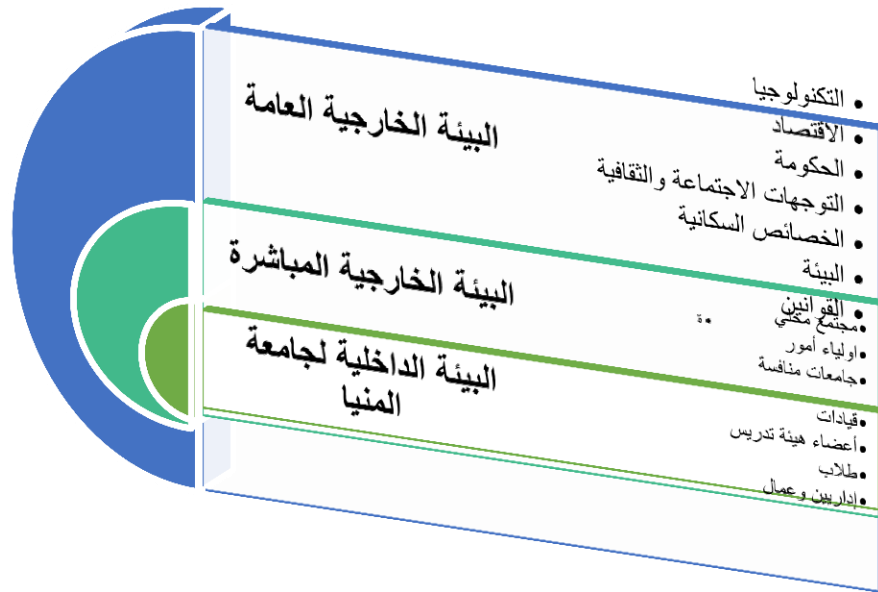 البيئة الخارجية العامة
• التكنولوجيا
• الاقتصاد
• الحكومة
• التوجهات الاجتماعة والثقافية
• الخصائص السكانية
• البيئة
• القوانين
البيئة الخارجية المباشرة
•مجتمع محلي
•اولياء أمور
•جامعات منافسة
•ة
البيئة الداخلية لجامعة
المنيا
•قيادات
•أعضاء هيئة تدريس
•طلاب
•إداريين وعمال